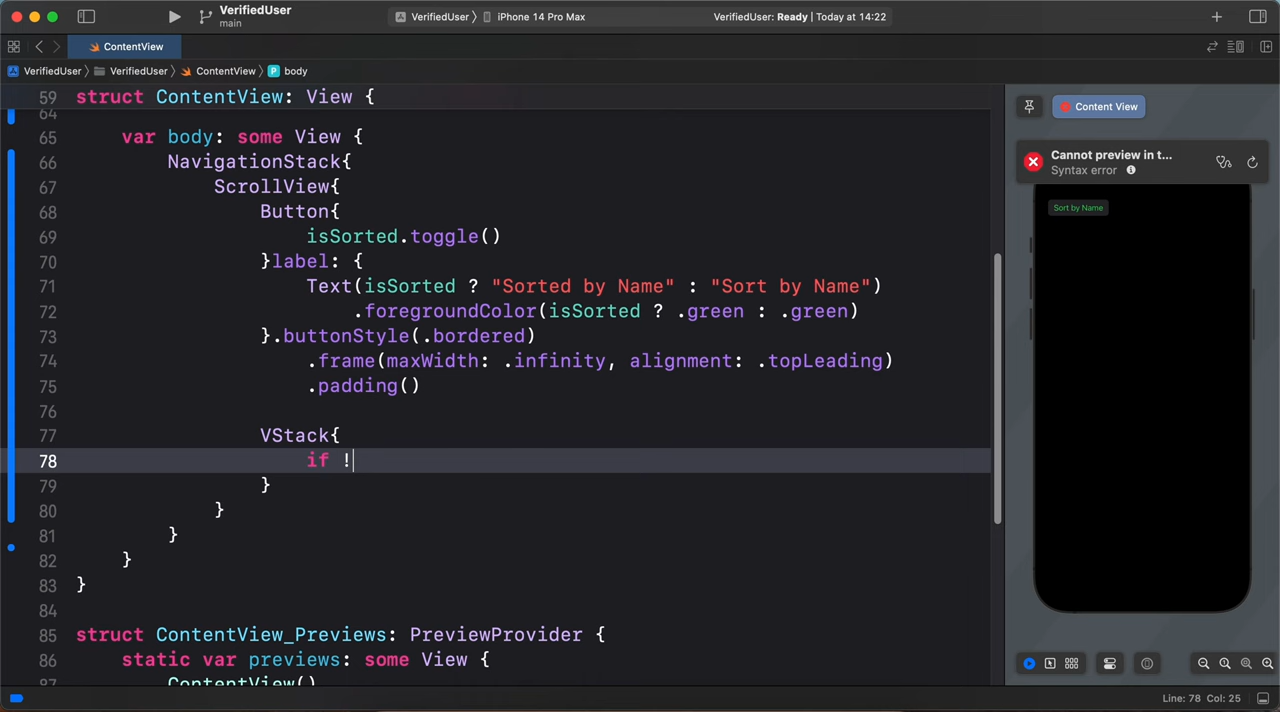 VerifiedUser
main
VerifiedUser 〉 iPhone 14 Pro Max
VerifiedUser: Ready | Today at 14:22
ContentView
VerifiedUser 〉 VerifiedUser 〉 ContentView 〉 P body
59 struct ContentView: View {
64
65 var body: some View {
66 NavigationStack{
67 ScrollView{
68 Button{
69 isSorted.toggle()
70 }label: {
71 Text(isSorted ? "Sorted by Name" : "Sort by Name")
72 .foregroundColor(isSorted ? .green : .green)
73 }.buttonStyle(.bordered)
74 .frame(maxWidth: .infinity, alignment: .topLeading)
75 .padding()
76
77 VStack{
78 if !
79 }
80 }
81 }
82 }
83 }
84
85 struct ContentView_Previews: PreviewProvider {
86 static var previews: some View {
87 ContentView()
Content View
Cannot preview in t...
Syntax error
Sort by Name
Line: 78 Col: 25